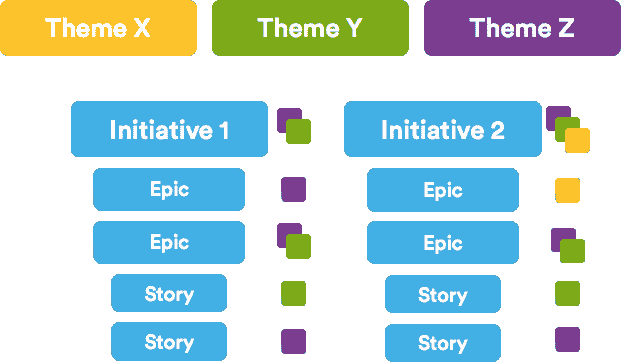 Theme X
Theme Y
Theme Z
Initiative 1
Initiative 2
Epic
Epic
Epic
Epic
Story
Story
Story
Story